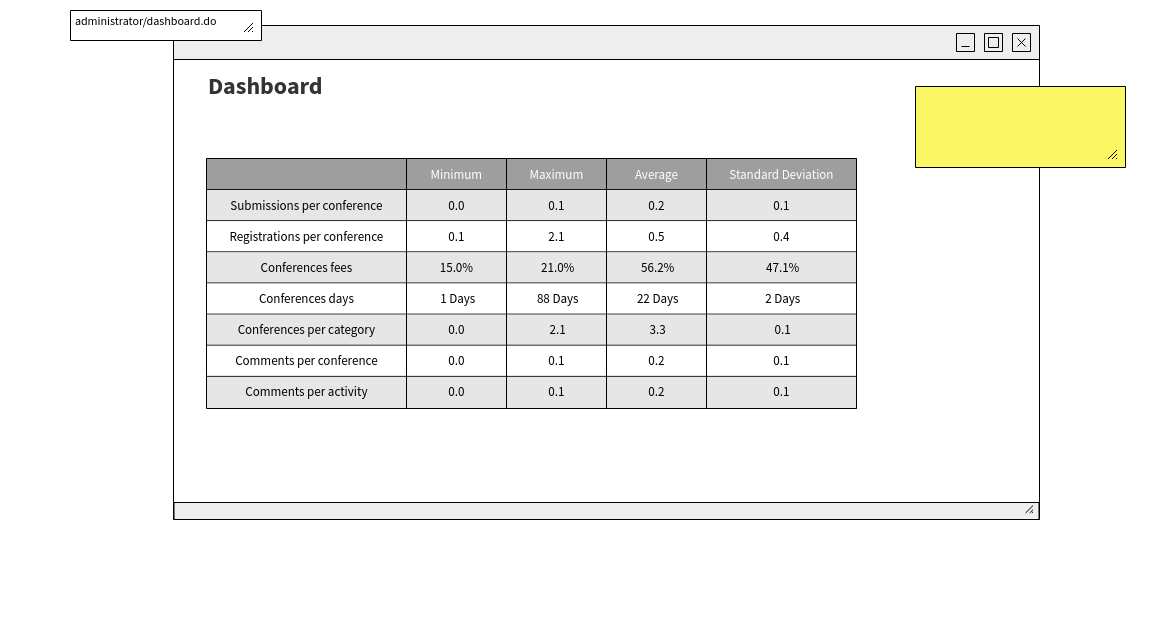 administrator/dashboard.do
Dashboard
Minimum Maximum Average Standard Deviation
Submissions per conference 0.0 0.1 0.2 0.1
Registrations per conference 0.1 2.1 0.5 0.4
Conferences fees 15.0% 21.0% 56.2% 47.1%
Conferences days 1 Days 88 Days 22 Days 2 Days
Conferences per category 0.0 2.1 3.3 0.1
Comments per conference 0.0 0.1 0.2 0.1
Comments per activity 0.0 0.1 0.2 0.1